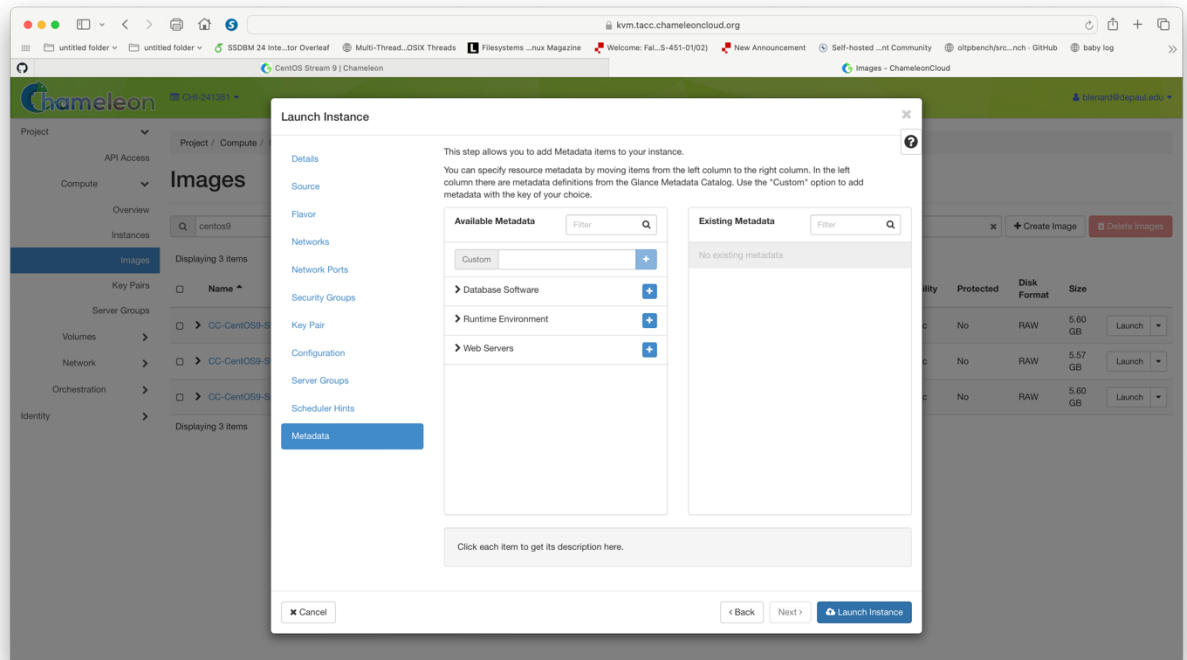 kvm.tacc.chameleoncloud.org
untitled folder
untitled folder
SSDBM 24 Inte...tor Overleaf
Multi-Thread...OSIX Threads
Filesystems ...nux Magazine
Welcome: Fal...S-451-01/02)
New Announcement
Self-hosted ...nt Community
oltpbench/src...nch · GitHub
baby log
CentOS Stream 9 | Chameleon
Images - ChameleonCloud
Chameleon
CHI-241351
blenard@depaul.edu
Project
API Access
Compute
Overview
Instances
Images
Key Pairs
Server Groups
Volumes
Network
Orchestration
Identity
Project / Compute /
Images
centos9
+ Create Image
Delete Images
Displaying 3 items
Name
Protected
Disk Format
Size
CC-CentOS9-S
No
RAW
5.60 GB
Launch
CC-CentOS9-S
No
RAW
5.57 GB
Launch
CC-CentOS9-S
No
RAW
5.60 GB
Launch
Displaying 3 items
Launch Instance
Details
Source
Flavor
Networks
Network Ports
Security Groups
Key Pair
Configuration
Server Groups
Scheduler Hints
Metadata
This step allows you to add Metadata items to your instance.
You can specify resource metadata by moving items from the left column to the right column. In the left
column there are metadata definitions from the Glance Metadata Catalog. Use the "Custom" option to add
metadata with the key of your choice.
Available Metadata
Filter
Custom
Database Software
Runtime Environment
Web Servers
Existing Metadata
Filter
No existing metadata
Click each item to get its description here.
Cancel
< Back
Next >
Launch Instance